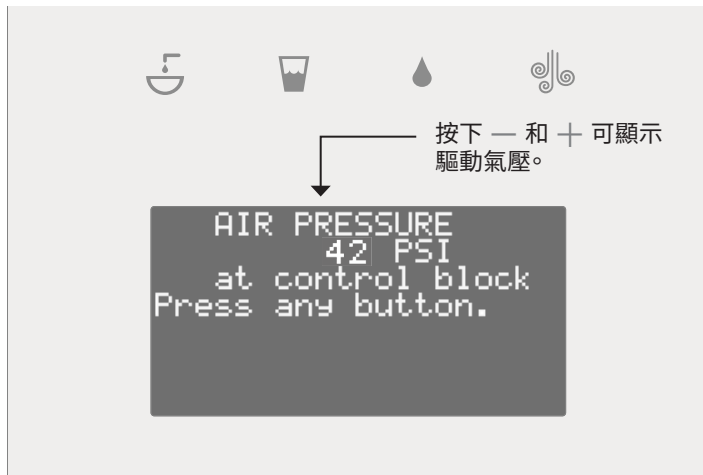 按下 — 和 ＋ 可顯示
驅動氣壓。
AIR PRESSURE
42 PSI
at control block
Press any button.